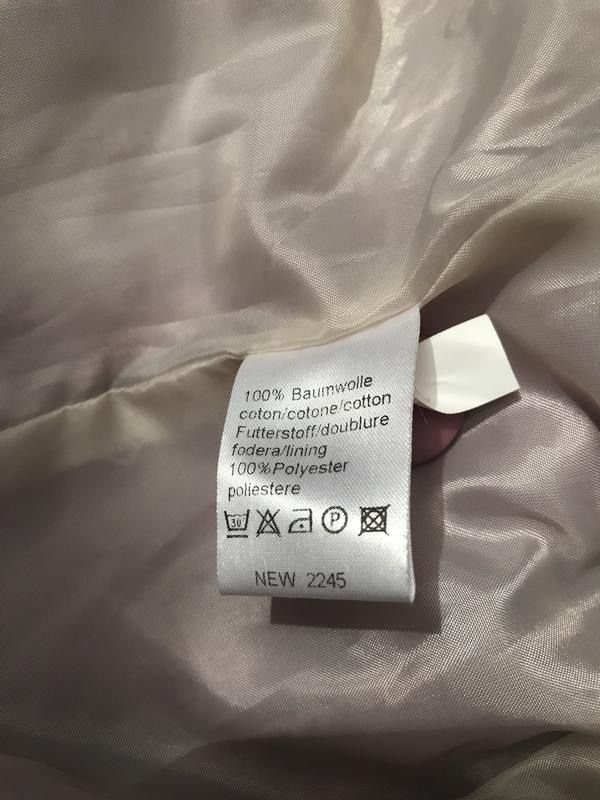 100% Baumwolle
coton/cotone/cotton
Futterstoff/doublure
fodera/lining
100%Polyester
poliestere
30 P
NEW 2245